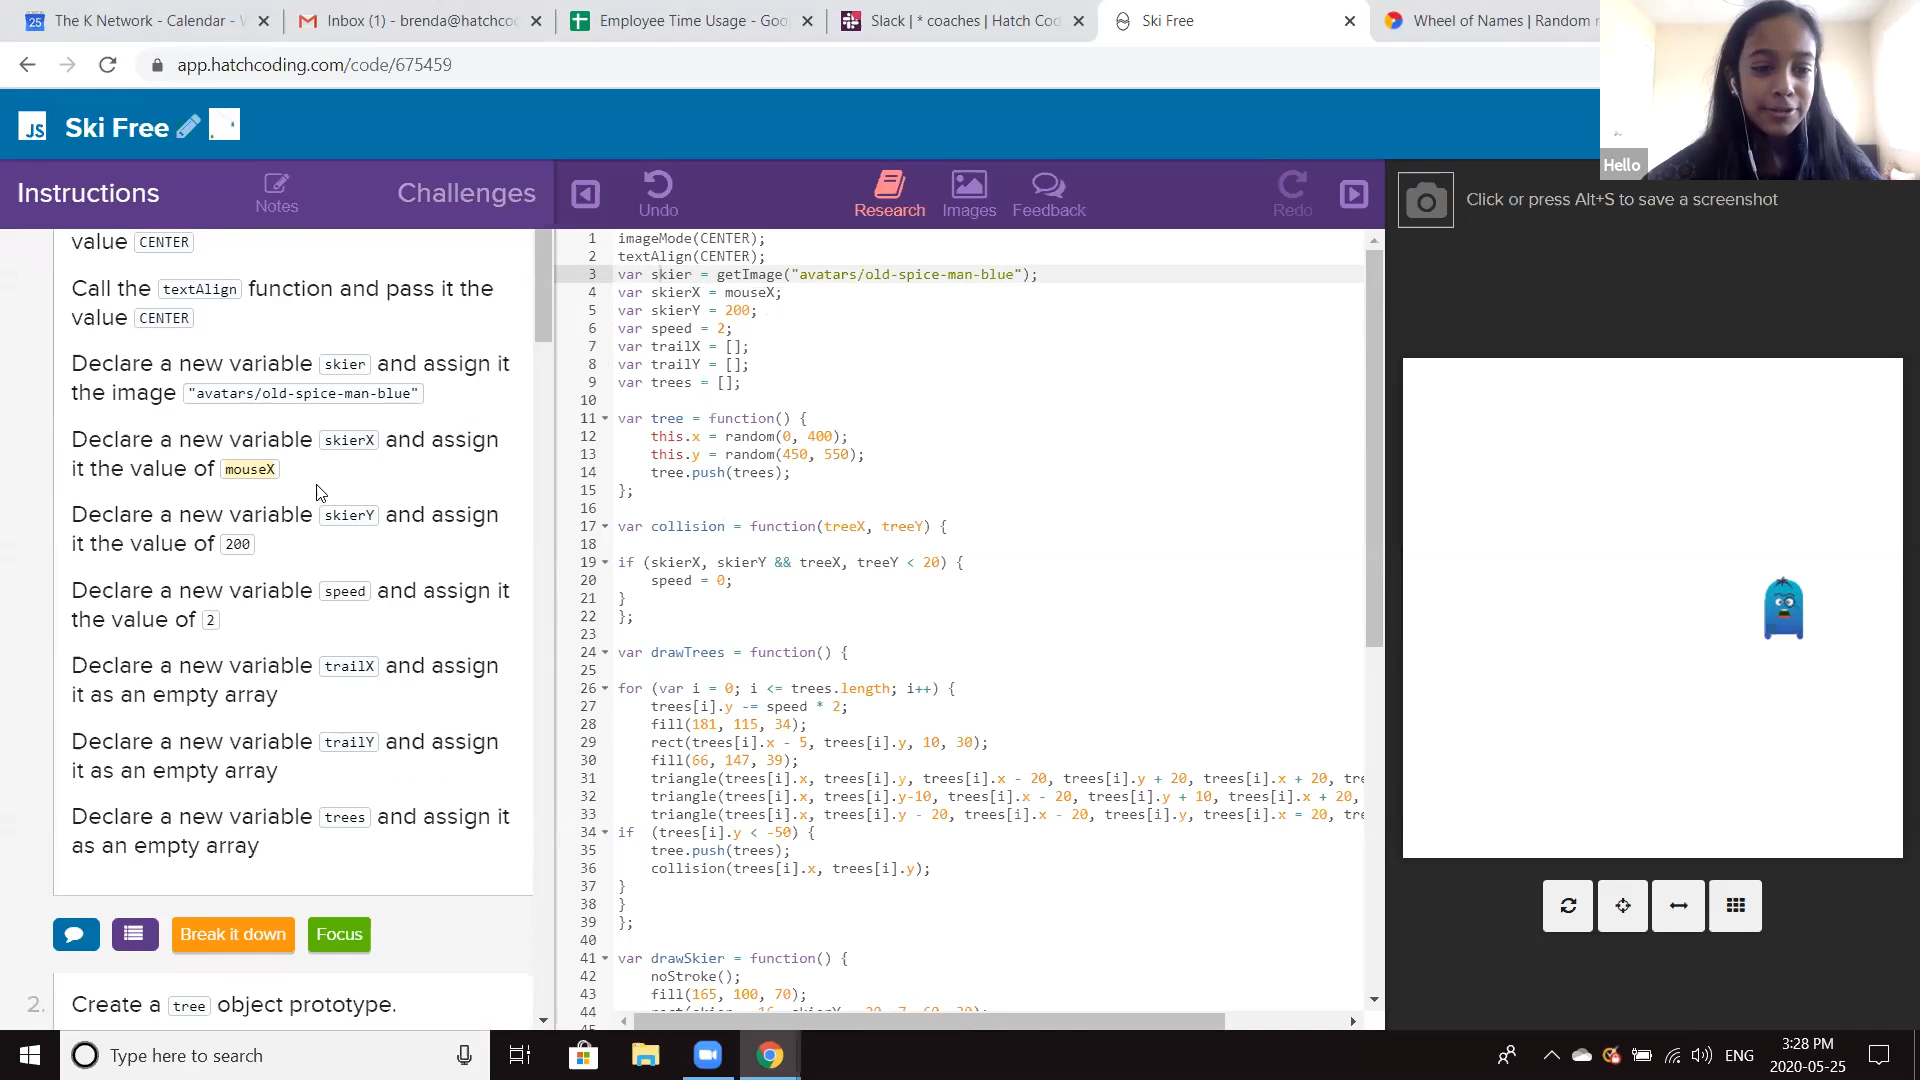 The K Network - Calendar - W
Inbox (1) - brenda@hatchco
Employee Time Usage - Goo
Slack | * coaches | Hatch Cod
Ski Free
Wheel of Names | Random n
app.hatchcoding.com/code/675459
JS
Ski Free
Hello
Instructions
Notes
Challenges
Undo
Research
Images
Feedback
Redo
Click or press Alt+S to save a screenshot
value CENTER
Call the textAlign function and pass it the
value CENTER
Declare a new variable skier and assign it
the image "avatars/old-spice-man-blue"
Declare a new variable skierX and assign
it the value of mouseX
Declare a new variable skierY and assign
it the value of 200
Declare a new variable speed and assign it
the value of 2
Declare a new variable trailX and assign
it as an empty array
Declare a new variable trailY and assign
it as an empty array
Declare a new variable trees and assign it
as an empty array
Break it down
Focus
2. Create a tree object prototype.
1 imageMode(CENTER);
2 textAlign(CENTER);
3 var skier = getImage("avatars/old-spice-man-blue");
4 var skierX = mouseX;
5 var skierY = 200;
6 var speed = 2;
7 var trailX = [];
8 var trailY = [];
9 var trees = [];
10
11 var tree = function() {
12 this.x = random(0, 400);
13 this.y = random(450, 550);
14 tree.push(trees);
15 };
16
17 var collision = function(treeX, treeY) {
18
19 if (skierX, skierY && treeX, treeY < 20) {
20 speed = 0;
21 }
22 };
23
24 var drawTrees = function() {
25
26 for (var i = 0; i <= trees.length; i++) {
27 trees[i].y -= speed * 2;
28 fill(181, 115, 34);
29 rect(trees[i].x - 5, trees[i].y, 10, 30);
30 fill(66, 147, 39);
31 triangle(trees[i].x, trees[i].y, trees[i].x - 20, trees[i].y + 20, trees[i].x + 20, tre
32 triangle(trees[i].x, trees[i].y-10, trees[i].x - 20, trees[i].y + 10, trees[i].x + 20,
33 triangle(trees[i].x, trees[i].y - 20, trees[i].x - 20, trees[i].y, trees[i].x = 20, tre
34 if (trees[i].y < -50) {
35 tree.push(trees);
36 collision(trees[i].x, trees[i].y);
37 }
38 }
39 };
40
41 var drawSkier = function() {
42 noStroke();
43 fill(165, 100, 70);
44
Type here to search
ENG
3:28 PM
2020-05-25